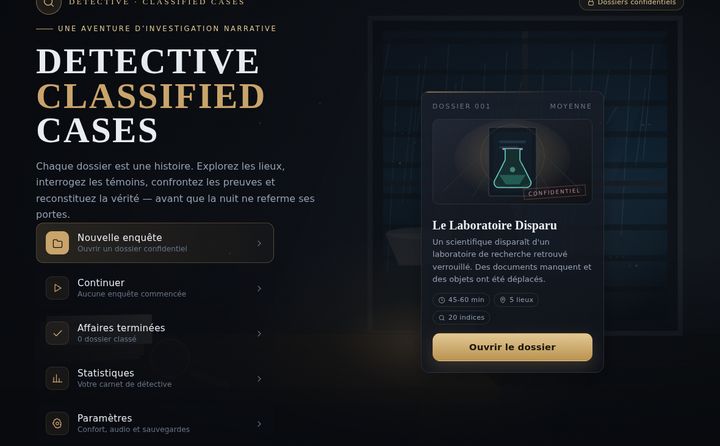 DETECTIVE · CLASSIFIED CASES
Dossiers confidentiels
UNE AVENTURE D'INVESTIGATION NARRATIVE
DETECTIVE
CLASSIFIED
CASES
Chaque dossier est une histoire. Explorez les lieux,
interrogez les témoins, confrontez les preuves et
reconstituez la vérité — avant que la nuit ne referme ses
portes.
Nouvelle enquête
Ouvrir un dossier confidentiel
Continuer
Aucune enquête commencée
Affaires terminées
0 dossier classé
Statistiques
Votre carnet de détective
Paramètres
Confort, audio et sauvegardes
DOSSIER 001
MOYENNE
CONFIDENTIEL
Le Laboratoire Disparu
Un scientifique disparaît d'un
laboratoire de recherche retrouvé
verrouillé. Des documents manquent et
des objets ont été déplacés.
45-60 min
5 lieux
20 indices
Ouvrir le dossier